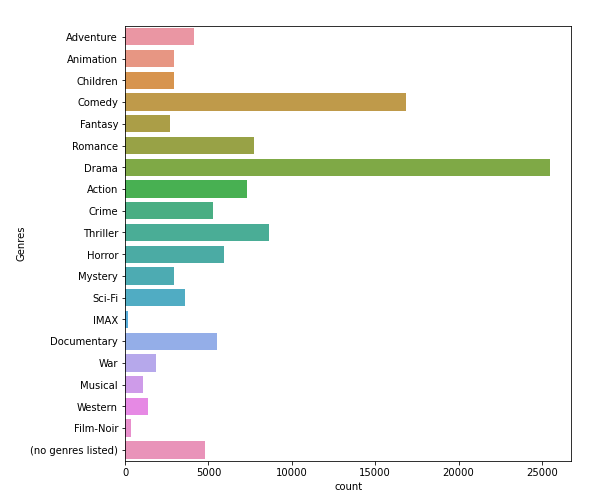 Adventure
Animation
Children
Comedy
Fantasy
Romance
Drama
Action
Crime
Thriller
Horror
Mystery
Sci-Fi
IMAX
Documentary
War
Musical
Western
Film-Noir
(no genres listed)
Genres
0 5000 10000 15000 20000 25000
count